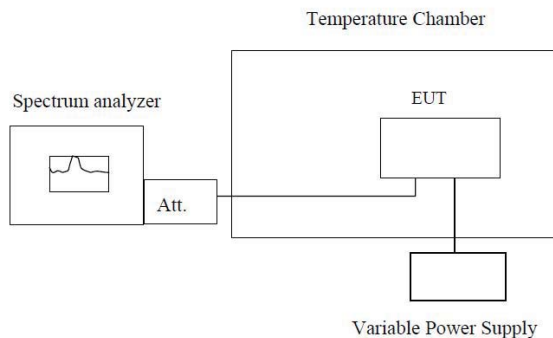 Temperature Chamber
Spectrum analyzer
EUT
Att.
Variable Power Supply